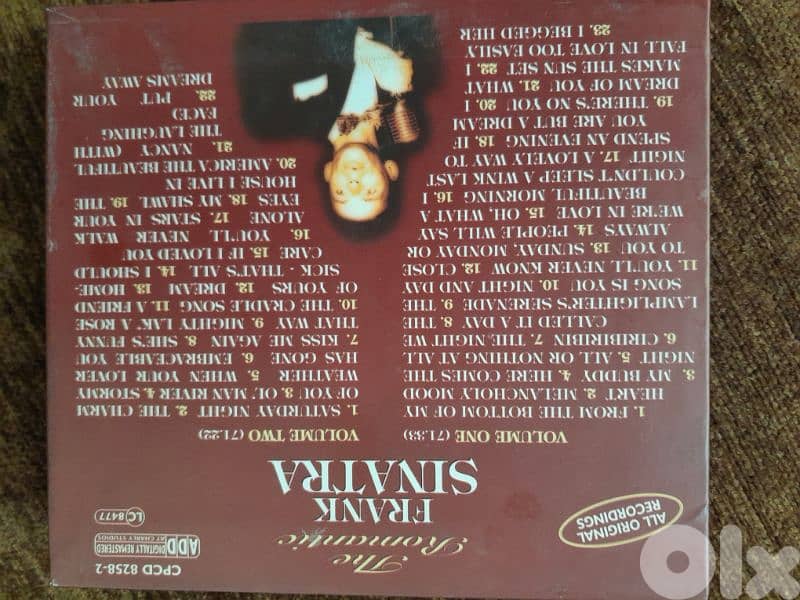 The
Romantic
FRANK
SINATRA
ALL ORIGINAL
RECORDINGS
CPCD 8258-2
ADD DIGITALLY REMASTERED
AT CHARLY STUDIOS
LC 8477
VOLUME ONE (71.33)
1. FROM THE BOTTOM OF MY
HEART 2. MELANCHOLY MOOD
3. MY BUDDY 4. HERE COMES THE
NIGHT 5. ALL OR NOTHING AT ALL
6. CIRIBIRIBIN 7. THE NIGHT WE
CALLED IT A DAY 8. THE
LAMPLIGHTER'S SERENADE 9. THE
SONG IS YOU 10. NIGHT AND DAY
11. YOU'LL NEVER KNOW 12. CLOSE
TO YOU 13. SUNDAY, MONDAY OR
ALWAYS 14. PEOPLE WILL SAY
WE'RE IN LOVE 15. OH, WHAT A
BEAUTIFUL MORNING 16. I
COULDN'T SLEEP A WINK LAST
NIGHT 17. A LOVELY WAY TO
SPEND AN EVENING 18. IF
YOU ARE BUT A DREAM
19. THERE'S NO YOU 20. I
DREAM OF YOU 21. WHAT
MAKES THE SUN SET 22. I
FALL IN LOVE TOO EASILY
23. I BEGGED HER
VOLUME TWO (71.22)
1. SATURDAY NIGHT 2. THE CHARM
OF YOU 3. OL' MAN RIVER 4. STORMY
WEATHER 5. WHEN YOUR LOVER
HAS GONE 6. EMBRACEABLE YOU
7. KISS ME AGAIN 8. SHE'S FUNNY
THAT WAY 9. MIGHTY LAK' A ROSE
10. THE CRADLE SONG 11. A FRIEND
OF YOURS 12. DREAM 13. HOME-
SICK - THAT'S ALL 14. I SHOULD
CARE 15. IF I LOVED YOU
16. YOU'LL NEVER WALK
ALONE 17. STARS IN YOUR
EYES 18. MY SHAWL 19. THE
HOUSE I LIVE IN
20. AMERICA THE BEAUTIFUL
21. NANCY (WITH
THE LAUGHING
FACE)
22. PUT YOUR
DREAMS AWAY
olx